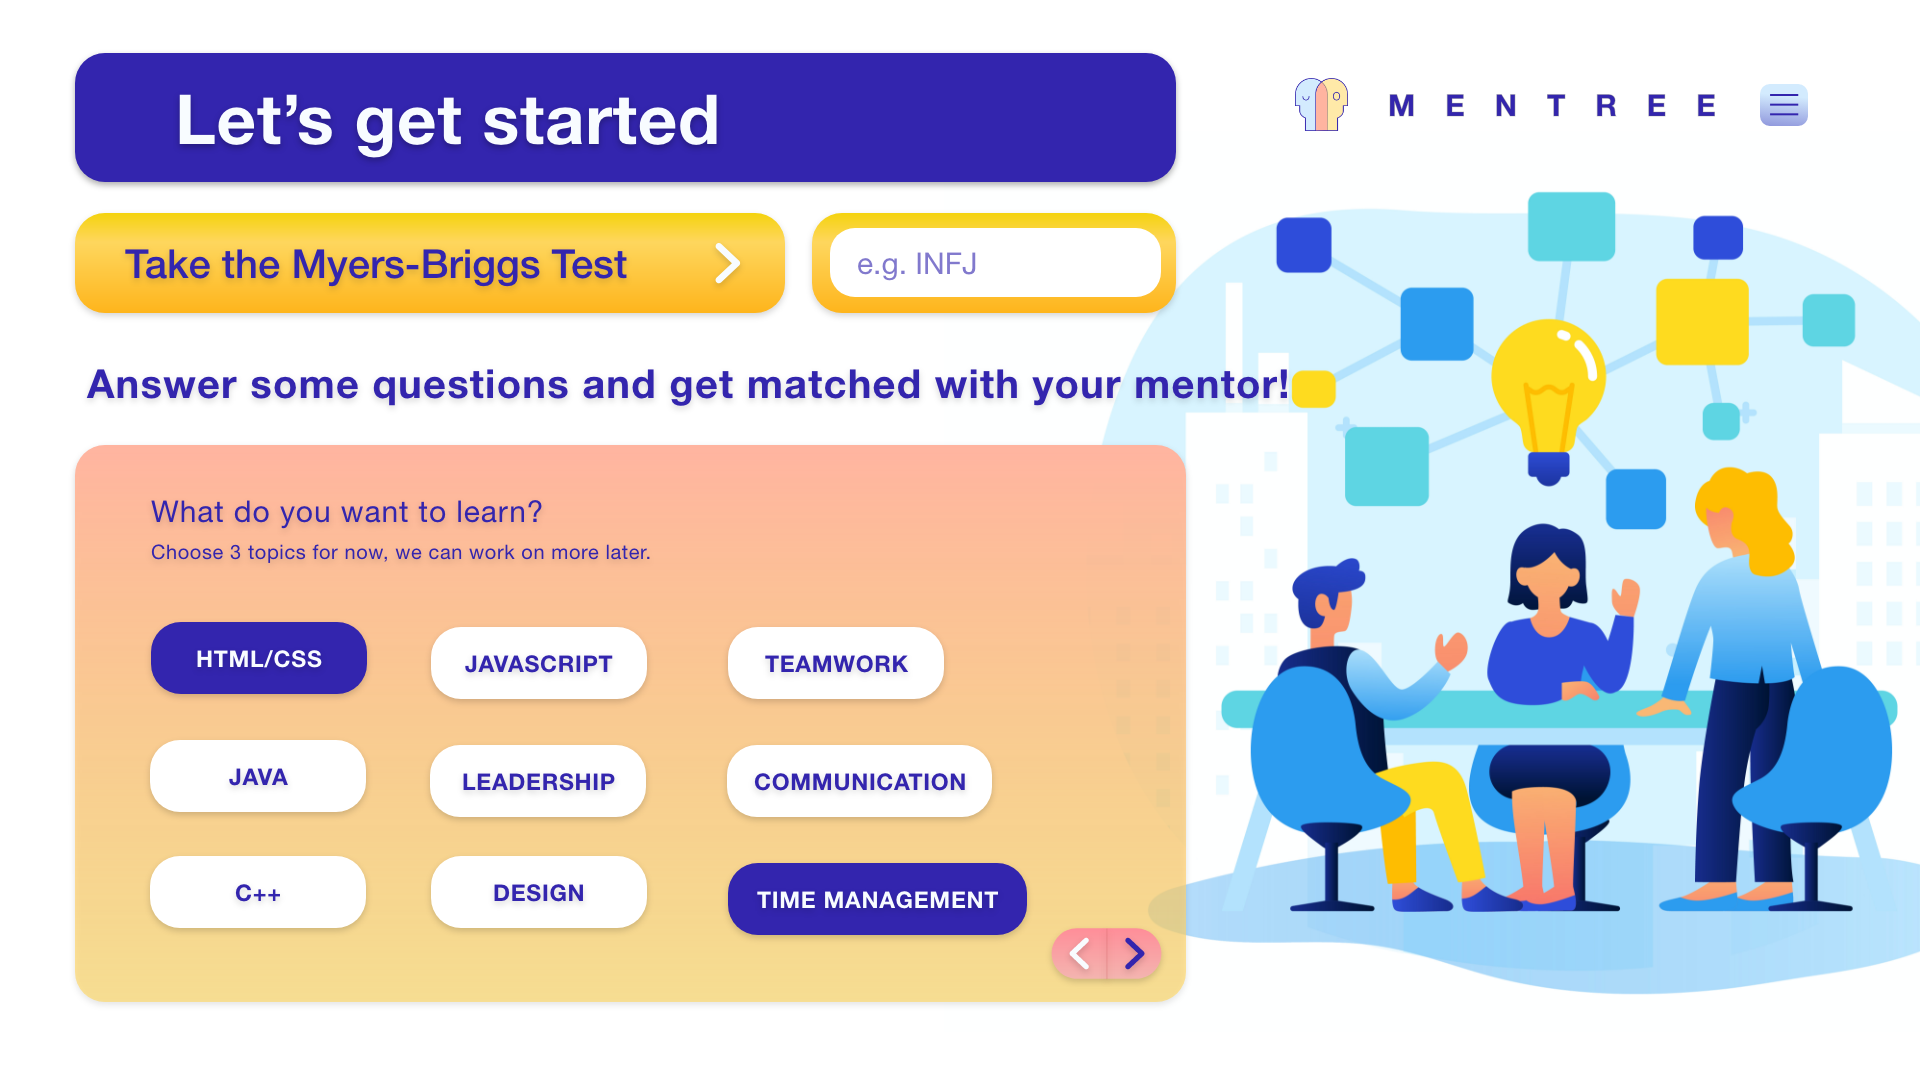 Let’s get started
M E N T R E E
Take the Myers-Briggs Test
e.g. INFJ
Answer some questions and get matched with your mentor!
What do you want to learn?
Choose 3 topics for now, we can work on more later.
HTML/CSS
JAVASCRIPT
TEAMWORK
JAVA
LEADERSHIP
COMMUNICATION
C++
DESIGN
TIME MANAGEMENT